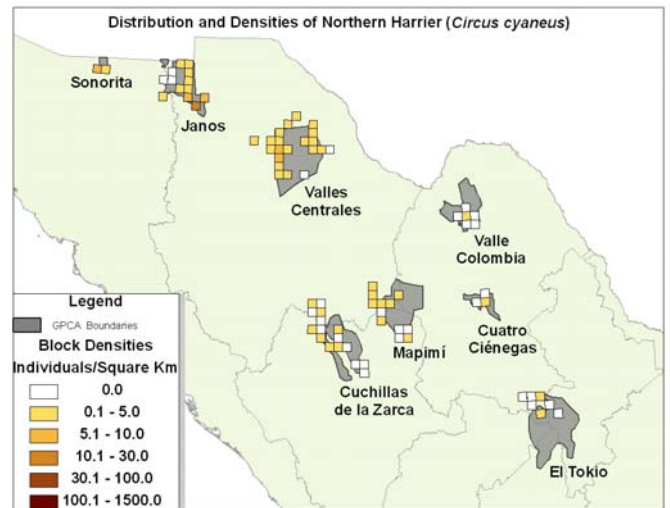 Distribution and Densities of Northern Harrier (Circus cyaneus)
Sonorita
Janos
Valles
Centrales
Valle
Colombia
Cuatro
Ciénegas
Mapimí
Cuchillas
de la Zarca
El Tokio
Legend
GPCA Boundaries
Block Densities
Individuals/Square Km
0.0
0.1 - 5.0
5.1 - 10.0
10.1 - 30.0
30.1 - 100.0
100.1 - 1500.0